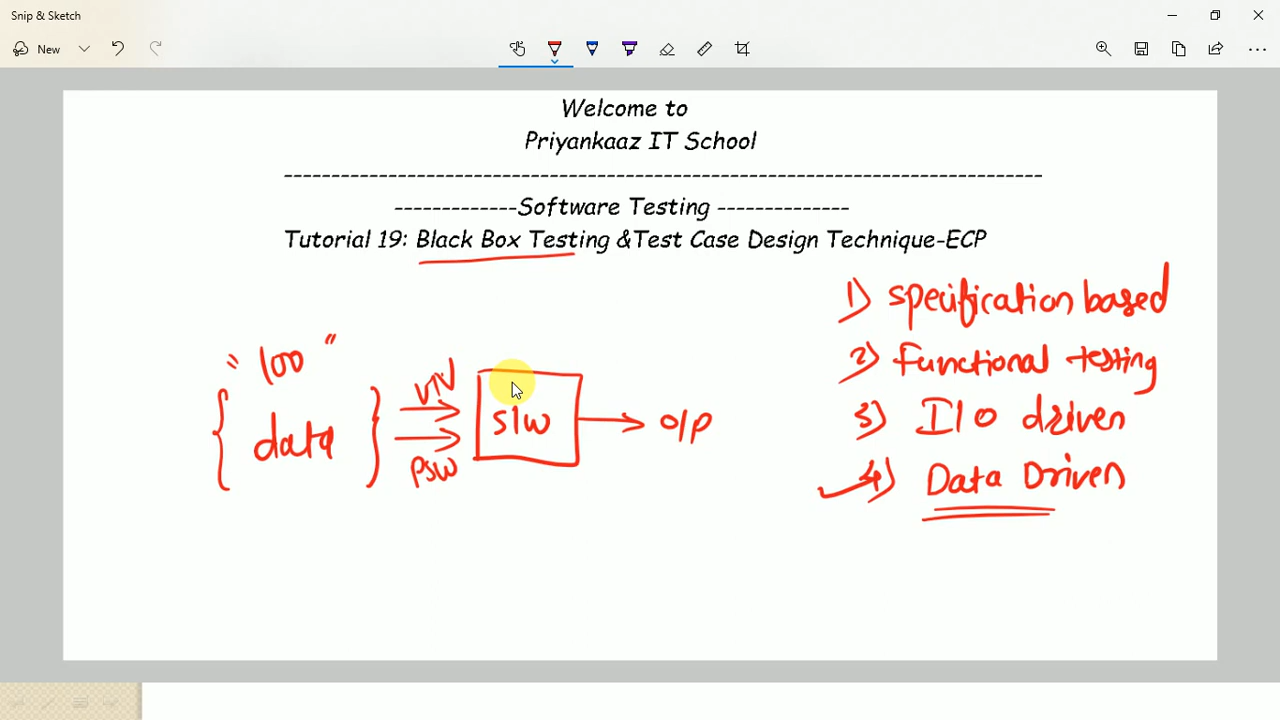 Snip & Sketch
New
Welcome to
Priyankaaz IT School
--------------------------------------------------------------------------------
-------------Software Testing --------------
Tutorial 19: Black Box Testing &Test Case Design Technique-ECP
1) specification based
2) functional testing
3) I/O driven
4) Data Driven
" 100 "
{ data }
PSW
s/w
o/p